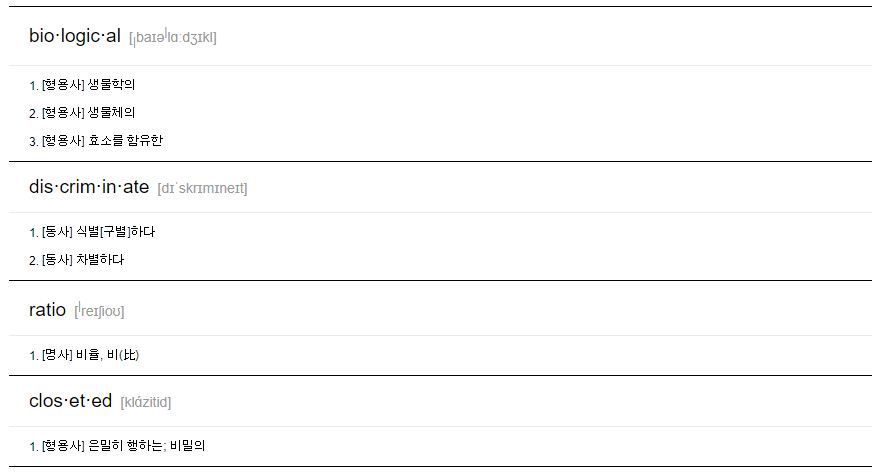 bio·logic·al [ˌbaɪəˈlɑːdʒɪkl]
1. [형용사] 생물학의
2. [형용사] 생물체의
3. [형용사] 효소를 함유한
dis·crim·in·ate [dɪˈskrɪmɪneɪt]
1. [동사] 식별[구별]하다
2. [동사] 차별하다
ratio [ˈreɪʃioʊ]
1. [명사] 비율, 비(比)
clos·et·ed [klάzitid]
1. [형용사] 은밀히 행하는; 비밀의